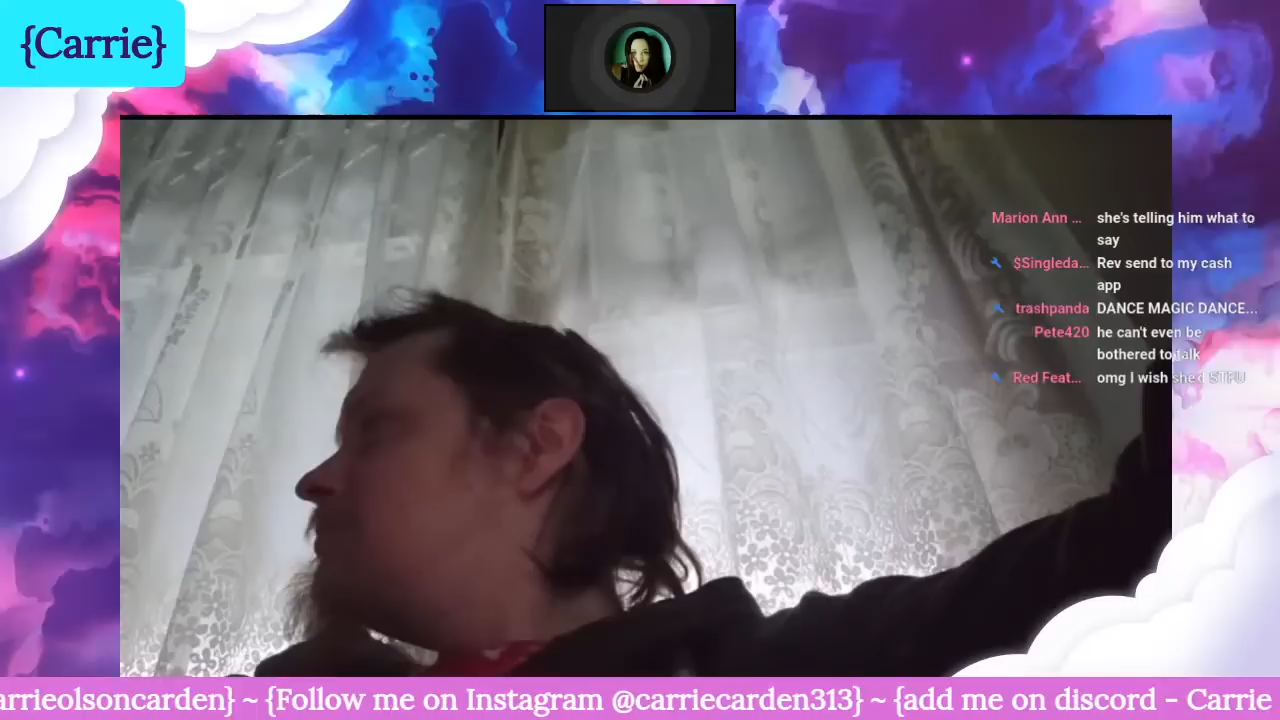 {Carrie}
Marion Ann ... she's telling him what to
say
$Singleda... Rev send to my cash
app
trashpanda DANCE MAGIC DANCE...
Pete420 he can't even be
bothered to talk
Red Feat... omg I wish she'd STFU
arrieolsoncarden} ~ {Follow me on Instagram @carriecarden313} ~ {add me on discord - Carrie